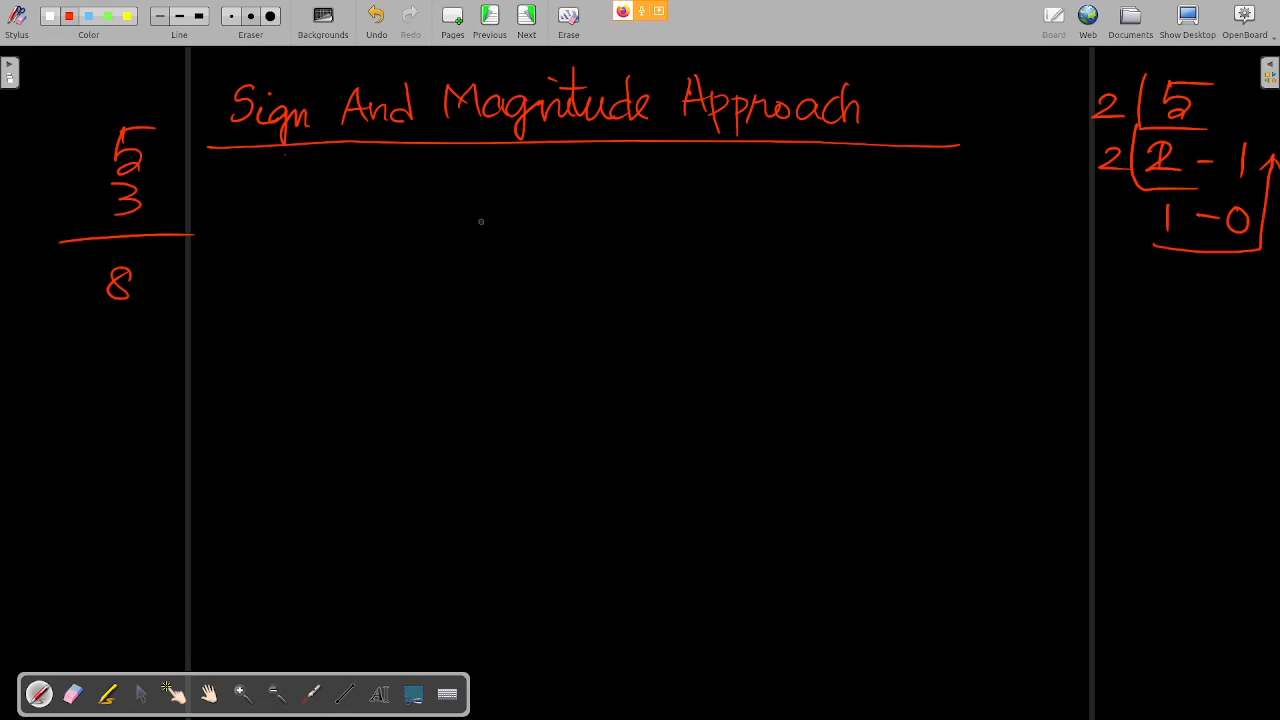 Stylus
Color
Line
Eraser
Backgrounds
Undo
Redo
Pages
Previous
Next
Erase
Board
Web
Documents
Show Desktop
OpenBoard
Sign And Magnitude Approach
5
3
8
2 5
2 2 - 1
1 - 0
AI